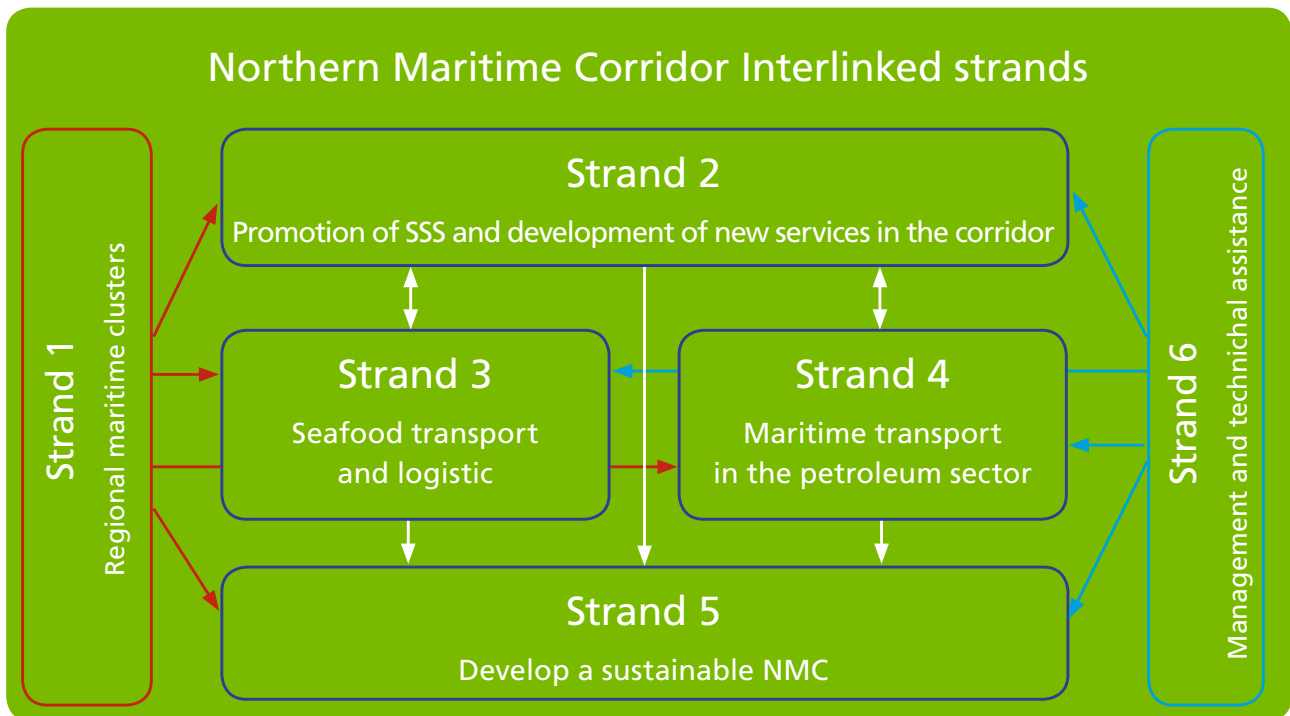 Northern Maritime Corridor Interlinked strands
Strand 1
Regional maritime clusters
Strand 2
Promotion of SSS and development of new services in the corridor
Strand 3
Seafood transport
and logistic
Strand 4
Maritime transport
in the petroleum sector
Strand 5
Develop a sustainable NMC
Strand 6
Management and technichal assistance